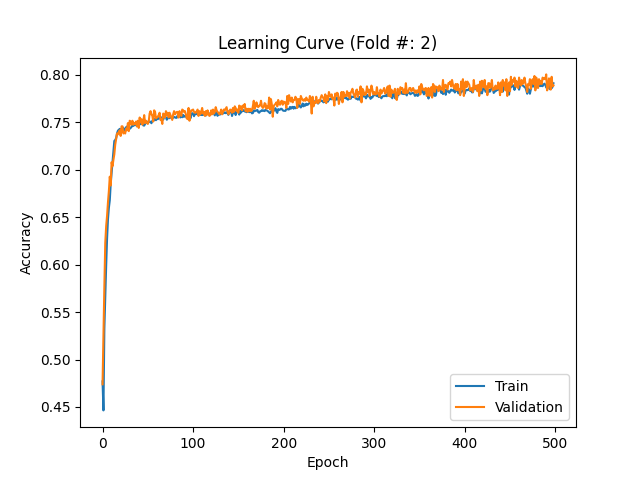 Learning Curve (Fold #: 2)
0.80
0.75
0.70
0.65
0.60
0.55
0.50
0.45
Accuracy
Train
Validation
0 100 200 300 400 500
Epoch